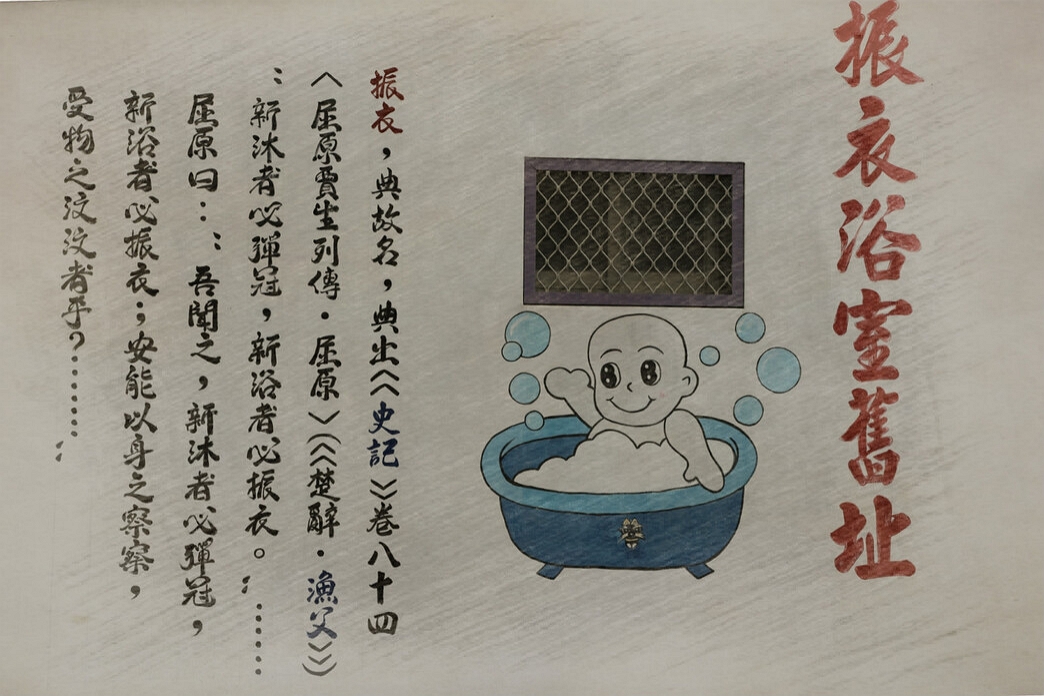 振衣浴室舊址
振衣，典故名，典出《史記》卷八十四
〈屈原賈生列傳．屈原〉《楚辭．漁父》
：新沐者必彈冠，新浴者必振衣。；……
屈原曰：：吾聞之，新沐者必彈冠，
新浴者必振衣；安能以身之察察，
受物之汶汶者乎？……；